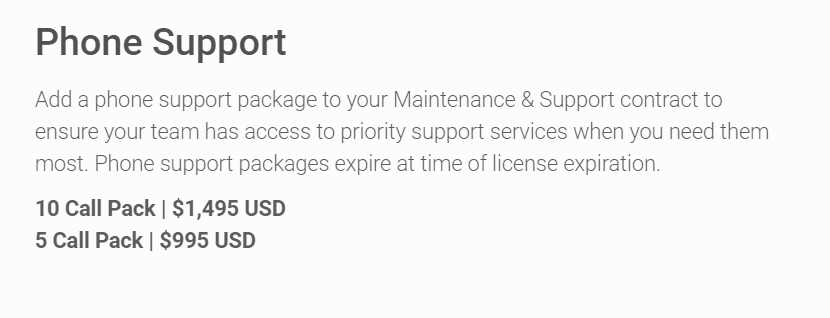 Phone Support
Add a phone support package to your Maintenance & Support contract to
ensure your team has access to priority support services when you need them
most. Phone support packages expire at time of license expiration.
10 Call Pack | $1,495 USD
5 Call Pack | $995 USD